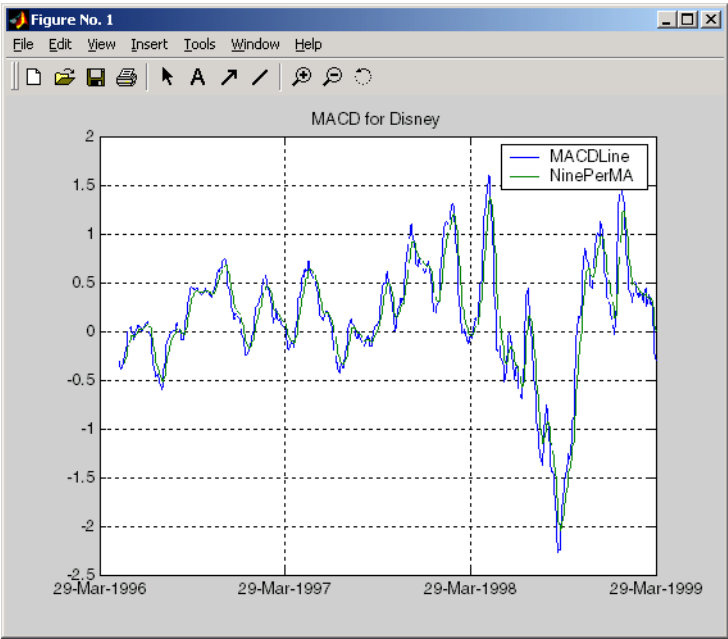 Figure No. 1
File Edit View Insert Tools Window Help
A
MACD for Disney
MACDLine
NinePerMA
2
1.5
1
0.5
0
-0.5
-1
-1.5
-2
-2.5
29-Mar-1996 29-Mar-1997 29-Mar-1998 29-Mar-1999